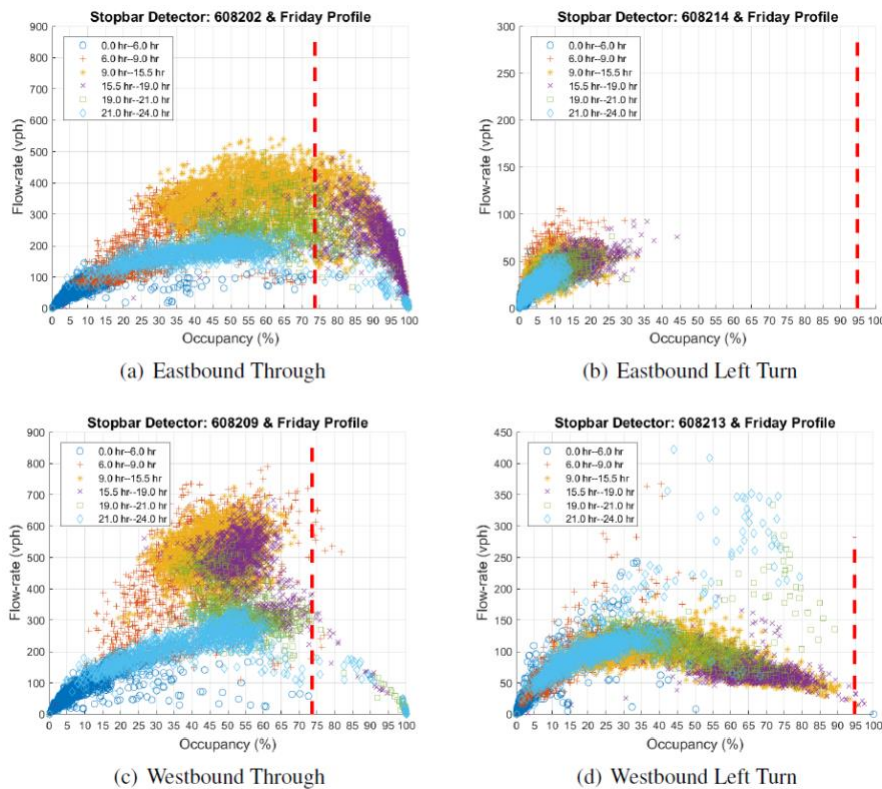 Stopbar Detector: 608202 & Friday Profile
900
800
700
600
500
400
300
200
100
0
Flow-rate (vph)
0.0 hr--6.0 hr
6.0 hr--9.0 hr
9.0 hr--15.5 hr
15.5 hr--19.0 hr
19.0 hr--21.0 hr
21.0 hr--24.0 hr
0 5 10 15 20 25 30 35 40 45 50 55 60 65 70 75 80 85 90 95 100
Occupancy (%)
(a) Eastbound Through
Stopbar Detector: 608214 & Friday Profile
300
250
200
150
100
50
0
Flow-rate (vph)
0.0 hr--6.0 hr
6.0 hr--9.0 hr
9.0 hr--15.5 hr
15.5 hr--19.0 hr
19.0 hr--21.0 hr
21.0 hr--24.0 hr
0 5 10 15 20 25 30 35 40 45 50 55 60 65 70 75 80 85 90 95 100
Occupancy (%)
(b) Eastbound Left Turn
Stopbar Detector: 608209 & Friday Profile
900
800
700
600
500
400
300
200
100
0
Flow-rate (vph)
0.0 hr--6.0 hr
6.0 hr--9.0 hr
9.0 hr--15.5 hr
15.5 hr--19.0 hr
19.0 hr--21.0 hr
21.0 hr--24.0 hr
0 5 10 15 20 25 30 35 40 45 50 55 60 65 70 75 80 85 90 95 100
Occupancy (%)
(c) Westbound Through
Stopbar Detector: 608213 & Friday Profile
450
400
350
300
250
200
150
100
50
0
Flow-rate (vph)
0.0 hr--6.0 hr
6.0 hr--9.0 hr
9.0 hr--15.5 hr
15.5 hr--19.0 hr
19.0 hr--21.0 hr
21.0 hr--24.0 hr
0 5 10 15 20 25 30 35 40 45 50 55 60 65 70 75 80 85 90 95 100
Occupancy (%)
(d) Westbound Left Turn